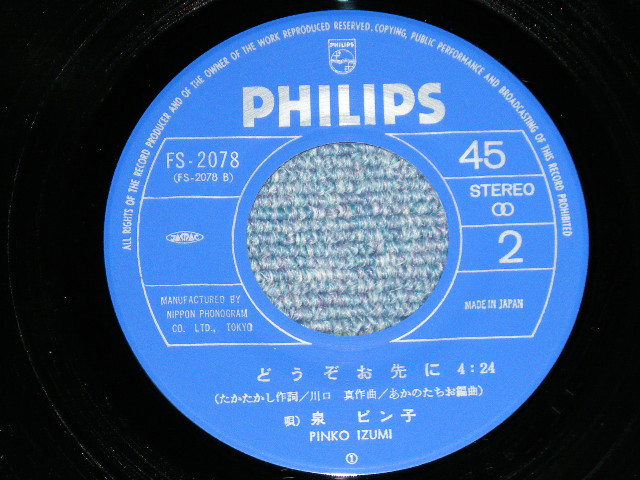 ALL RIGHTS OF THE RECORD PRODUCER AND OF THE OWNER OF THE WORK REPRODUCED RESERVED. COPYING, PUBLIC PERFORMANCE AND BROADCASTING OF THIS RECORD PROHIBITED
PHILIPS
PHILIPS
FS-2078
(FS-2078 B)
45
STEREO
2
JASRAC
MANUFACTURED BY
NIPPON PHONOGRAM
CO. LTD., TOKYO
MADE IN JAPAN
どうぞお先に 4:24
(たかたかし作詞/川口 真作曲/あかのたちお編曲)
唄) 泉 ピン子
PINKO IZUMI
①